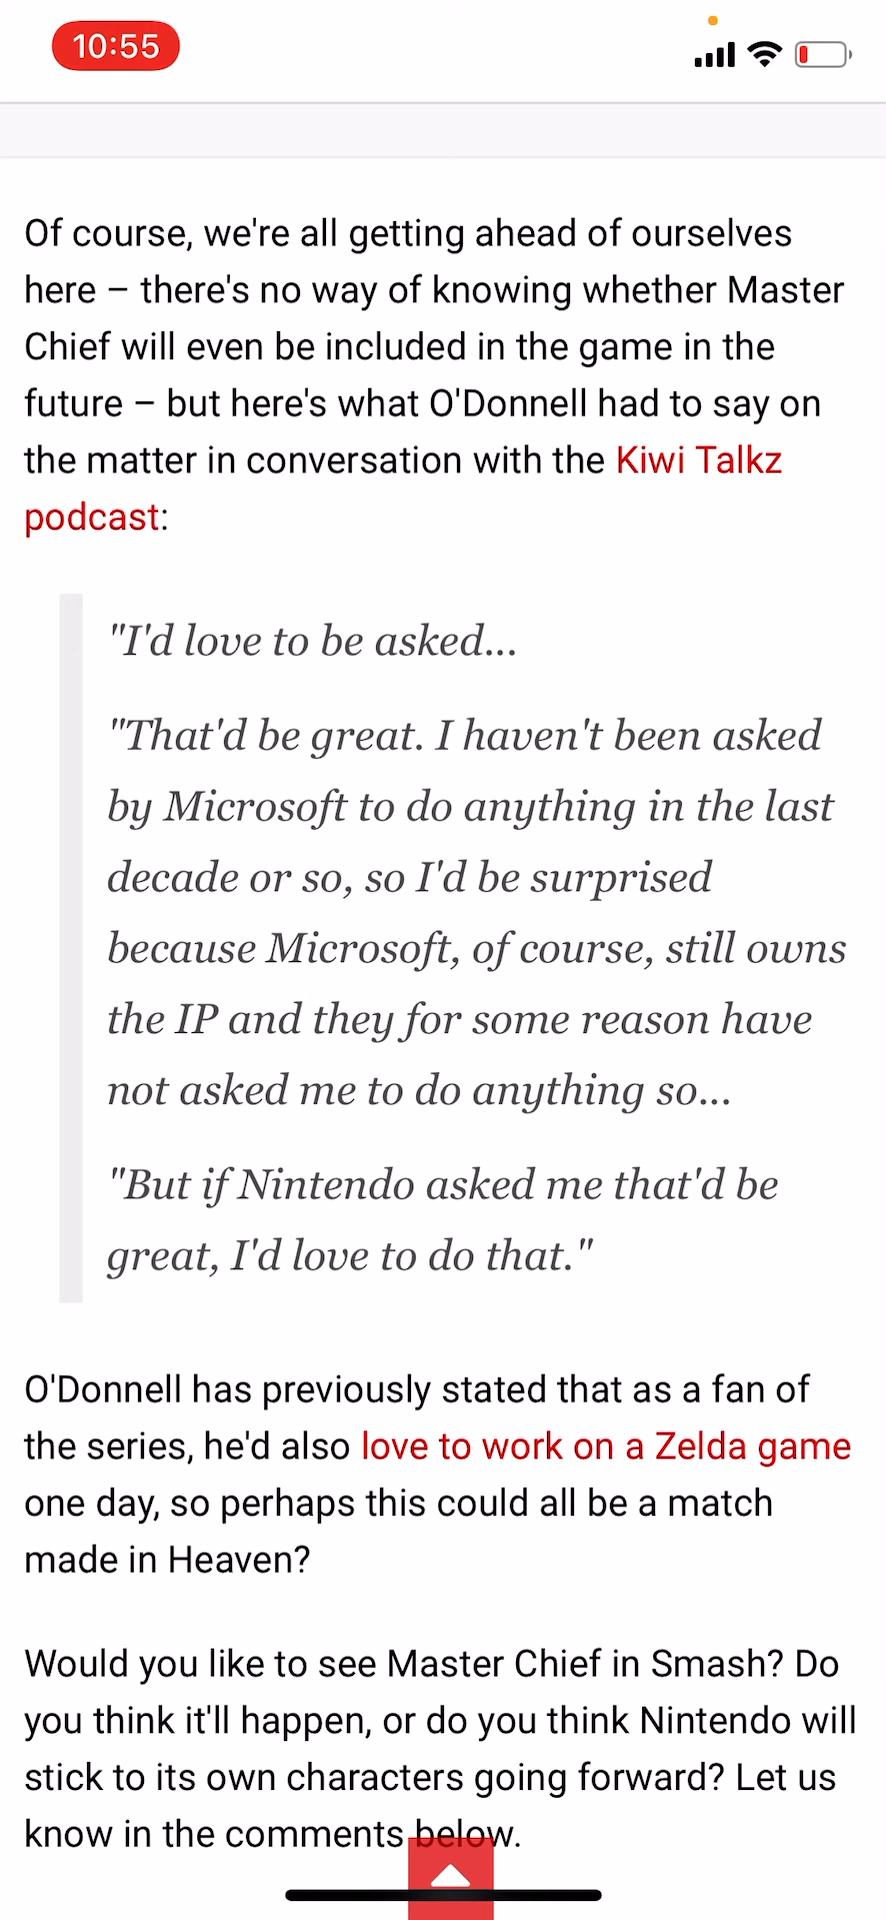 10:55
Of course, we're all getting ahead of ourselves
here – there's no way of knowing whether Master
Chief will even be included in the game in the
future – but here's what O'Donnell had to say on
the matter in conversation with the Kiwi Talkz
podcast:
"I'd love to be asked...
"That'd be great. I haven't been asked
by Microsoft to do anything in the last
decade or so, so I'd be surprised
because Microsoft, of course, still owns
the IP and they for some reason have
not asked me to do anything so...
"But if Nintendo asked me that'd be
great, I'd love to do that."
O'Donnell has previously stated that as a fan of
the series, he'd also love to work on a Zelda game
one day, so perhaps this could all be a match
made in Heaven?
Would you like to see Master Chief in Smash? Do
you think it'll happen, or do you think Nintendo will
stick to its own characters going forward? Let us
know in the comments below.